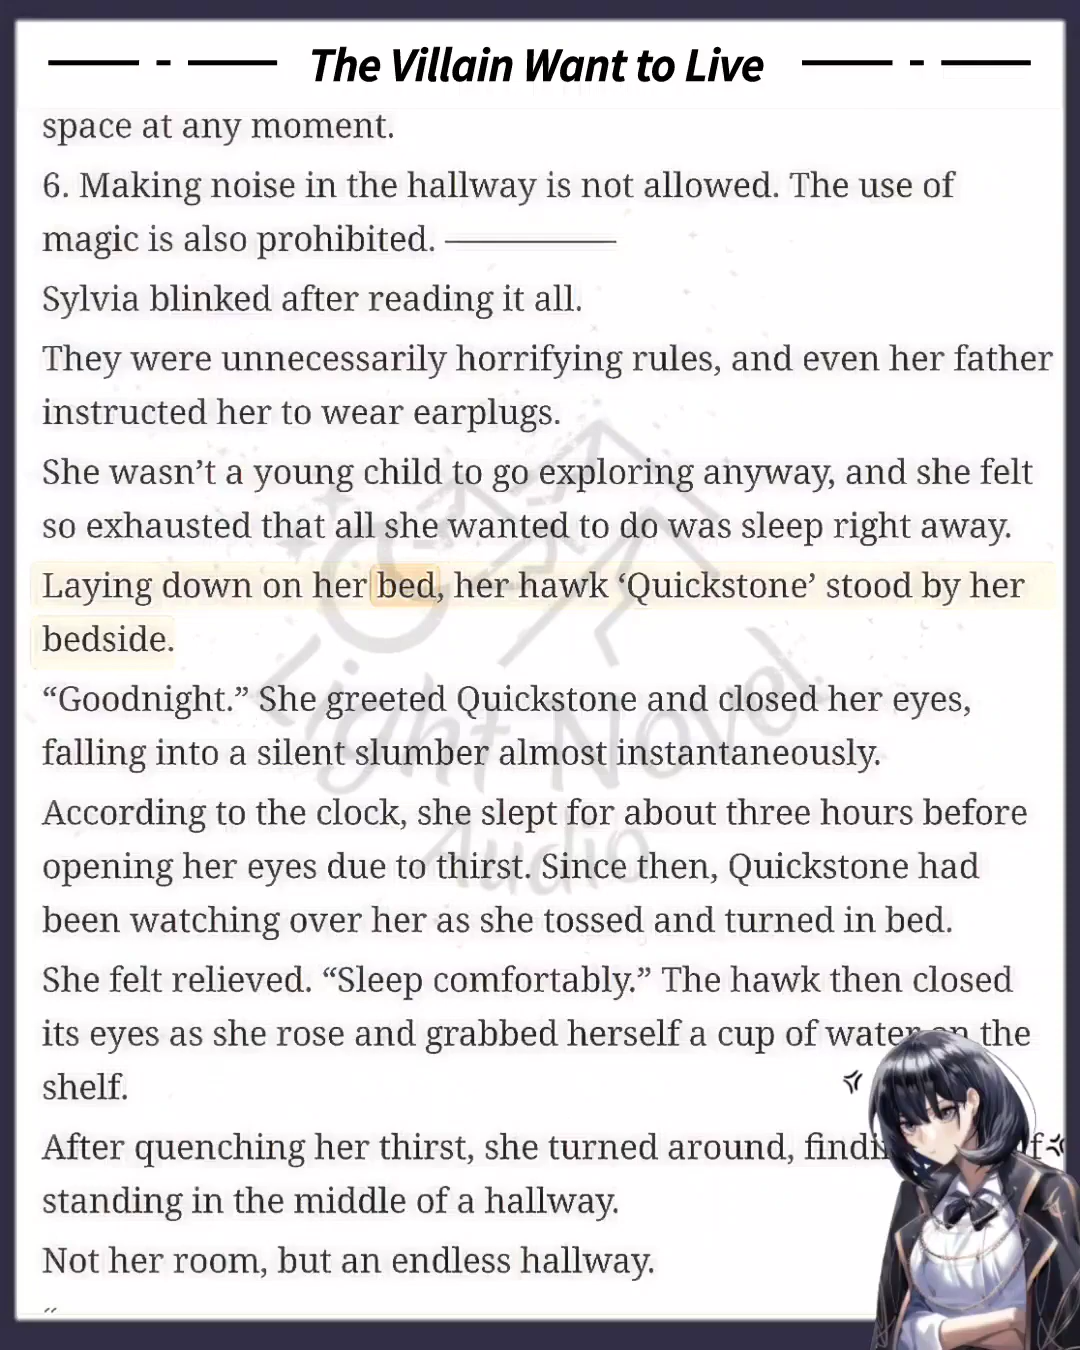 The Villain Want to Live
space at any moment.
6. Making noise in the hallway is not allowed. The use of
magic is also prohibited. —————
Sylvia blinked after reading it all.
They were unnecessarily horrifying rules, and even her father
instructed her to wear earplugs.
She wasn’t a young child to go exploring anyway, and she felt
so exhausted that all she wanted to do was sleep right away.
Laying down on her bed, her hawk ‘Quickstone’ stood by her
bedside.
“Goodnight.” She greeted Quickstone and closed her eyes,
falling into a silent slumber almost instantaneously.
According to the clock, she slept for about three hours before
opening her eyes due to thirst. Since then, Quickstone had
been watching over her as she tossed and turned in bed.
She felt relieved. “Sleep comfortably.” The hawk then closed
its eyes as she rose and grabbed herself a cup of water on the
shelf.
After quenching her thirst, she turned around,
standing in the middle of a hallway.
Not her room, but an endless hallway.
“
Light Novel
Audio